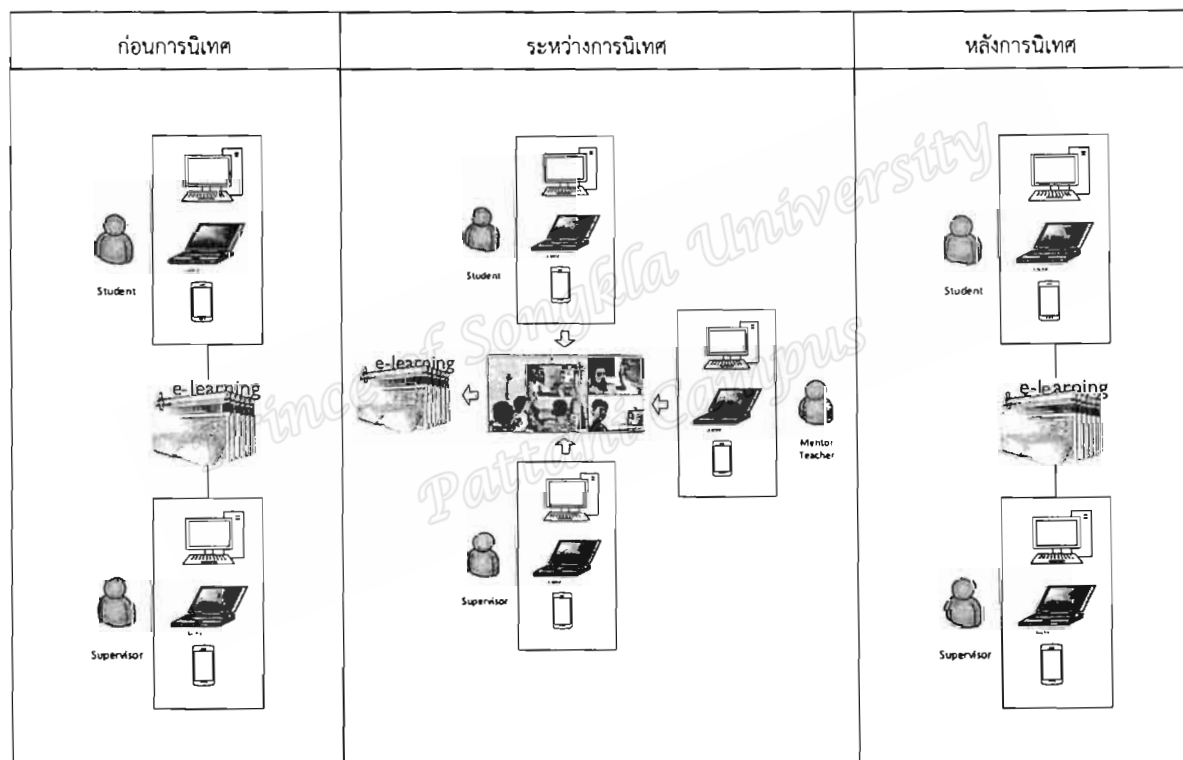 ก่อนการนิเทศ
ระหว่างการนิเทศ
หลังการนิเทศ
Student
e-learning
Supervisor
Student
e-learning
Mentor
Teacher
Supervisor
Student
e-learning
Supervisor
Prince of Songkla University
Pattani Campus